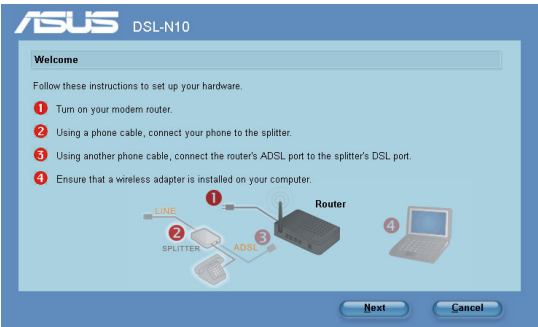 ASUS DSL-N10
Welcome
Follow these instructions to set up your hardware.
1 Turn on your modem router.
2 Using a phone cable, connect your phone to the splitter.
3 Using another phone cable, connect the router's ADSL port to the splitter's DSL port.
4 Ensure that a wireless adapter is installed on your computer.
1 Router
LINE
2 3 4
SPLITTER ADSL
Next Cancel